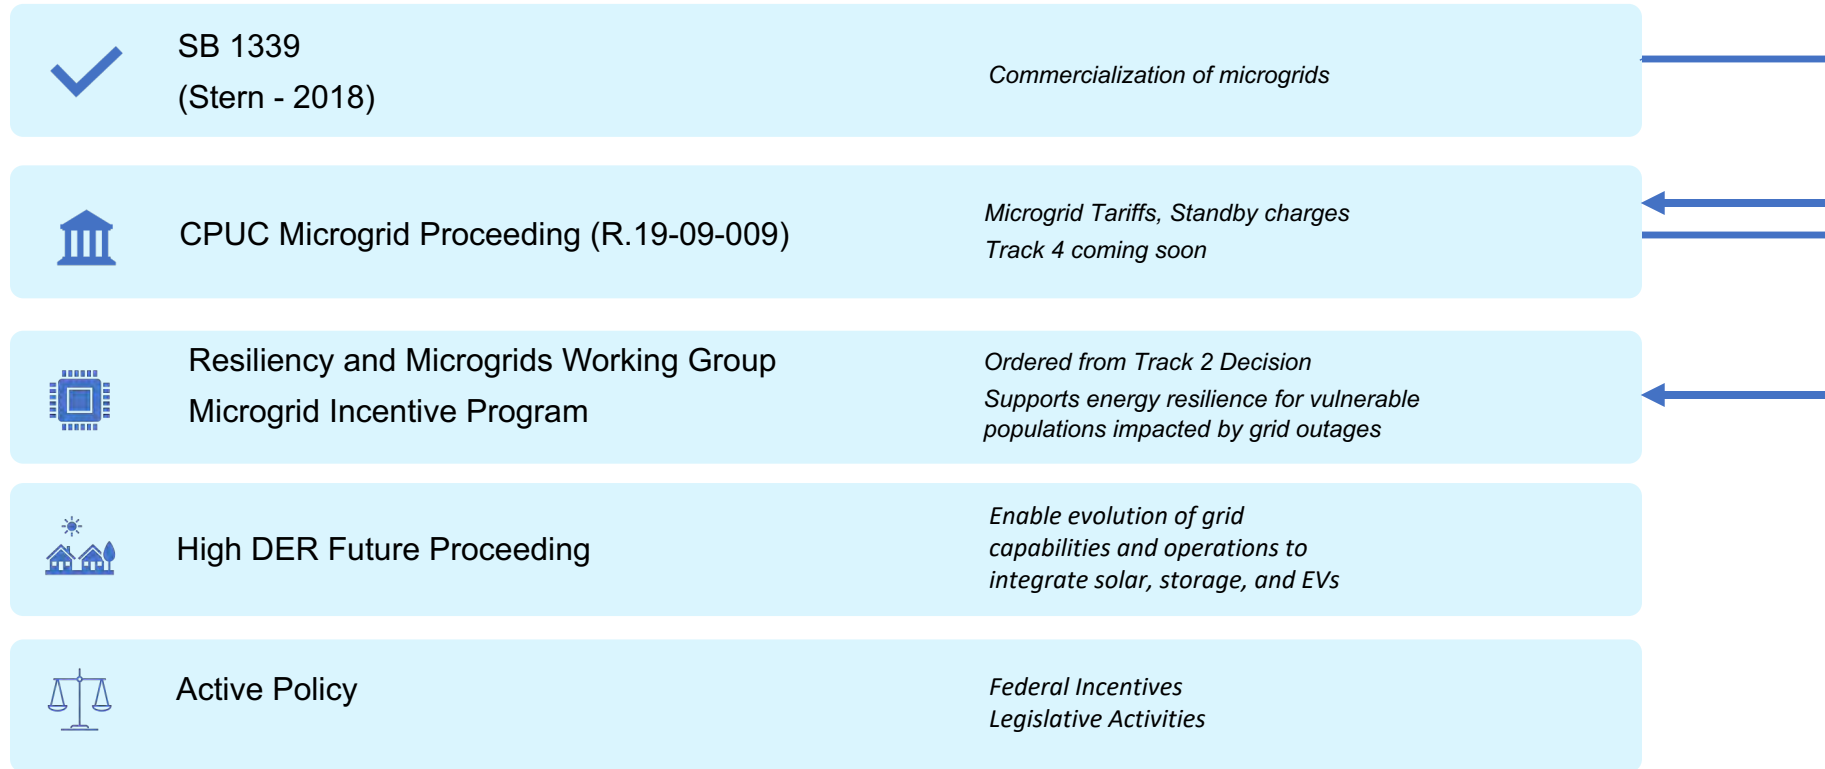 SB 1339
(Stern - 2018)
Commercialization of microgrids
CPUC Microgrid Proceeding (R.19-09-009)
Microgrid Tariffs, Standby charges
Track 4 coming soon
Resiliency and Microgrids Working Group
Microgrid Incentive Program
Ordered from Track 2 Decision
Supports energy resilience for vulnerable
populations impacted by grid outages
High DER Future Proceeding
Enable evolution of grid
capabilities and operations to
integrate solar, storage, and EVs
Active Policy
Federal Incentives
Legislative Activities